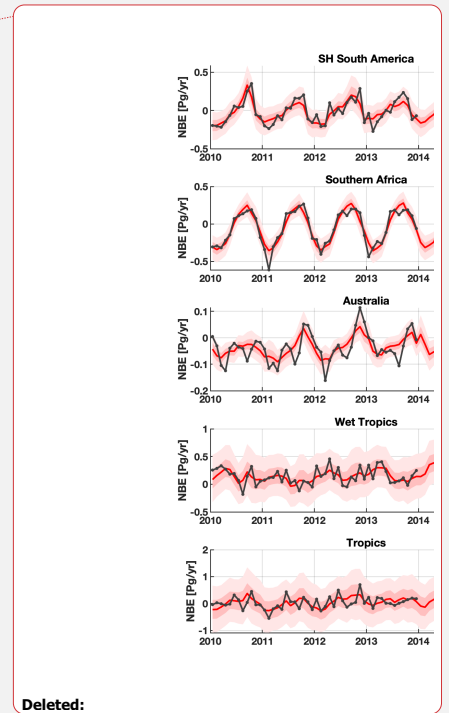 SH South America
NBE [Pg/yr]
0.5
0
-0.5
2010 2011 2012 2013 2014
Southern Africa
NBE [Pg/yr]
0.5
0
-0.5
2010 2011 2012 2013 2014
Australia
NBE [Pg/yr]
0.1
0
-0.1
-0.2
2010 2011 2012 2013 2014
Wet Tropics
NBE [Pg/yr]
1
0.5
0
-0.5
2010 2011 2012 2013 2014
Tropics
NBE [Pg/yr]
2
1
0
-1
2010 2011 2012 2013 2014
Deleted: